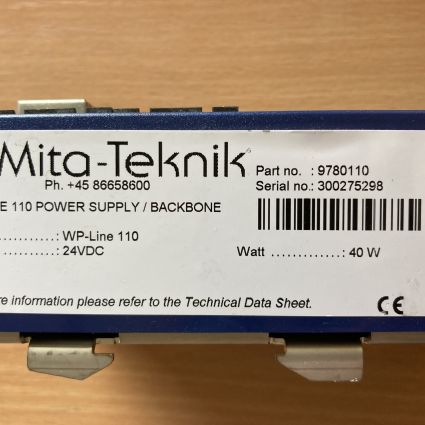 Mita-Teknik®
Ph. +45 86658600
Part no. : 9780110
Serial no.: 300275298
E 110 POWER SUPPLY / BACKBONE
............: WP-Line 110
............: 24VDC
Watt .............: 40 W
re information please refer to the Technical Data Sheet.
CE